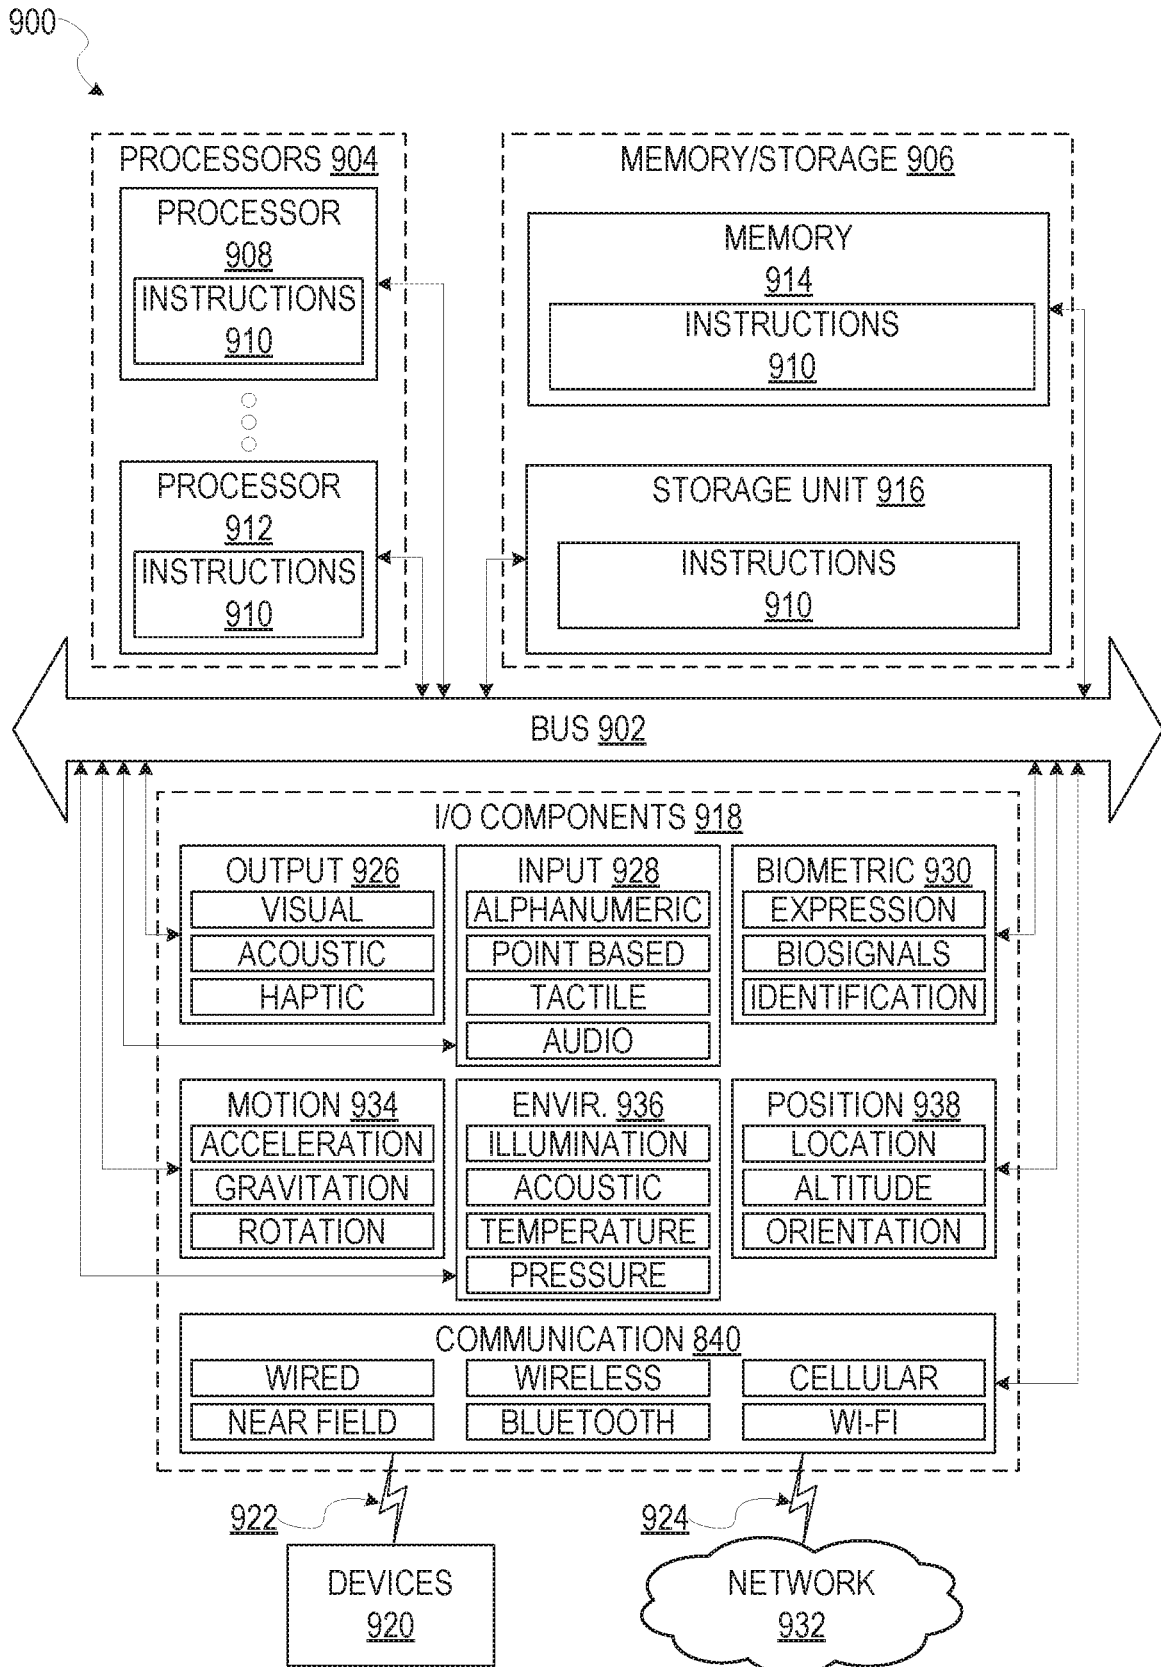 900
PROCESSORS 904
PROCESSOR
908
INSTRUCTIONS
910
PROCESSOR
912
INSTRUCTIONS
910
MEMORY/STORAGE 906
MEMORY
914
INSTRUCTIONS
910
STORAGE UNIT 916
INSTRUCTIONS
910
BUS 902
I/O COMPONENTS 918
OUTPUT 926
VISUAL
ACOUSTIC
HAPTIC
INPUT 928
ALPHANUMERIC
POINT BASED
TACTILE
AUDIO
BIOMETRIC 930
EXPRESSION
BIOSIGNALS
IDENTIFICATION
MOTION 934
ACCELERATION
GRAVITATION
ROTATION
ENVIR. 936
ILLUMINATION
ACOUSTIC
TEMPERATURE
PRESSURE
POSITION 938
LOCATION
ALTITUDE
ORIENTATION
COMMUNICATION 840
WIRED
WIRELESS
CELLULAR
NEAR FIELD
BLUETOOTH
WI-FI
922
924
DEVICES
920
NETWORK
932